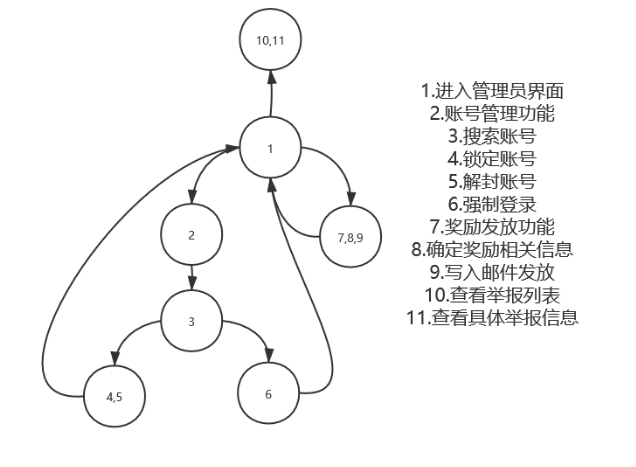 10,11
1
2
7,8,9
3
4,5
6
1.进入管理员界面
2.账号管理功能
3.搜索账号
4.锁定账号
5.解封账号
6.强制登录
7.奖励发放功能
8.确定奖励相关信息
9.写入邮件发放
10.查看举报列表
11.查看具体举报信息